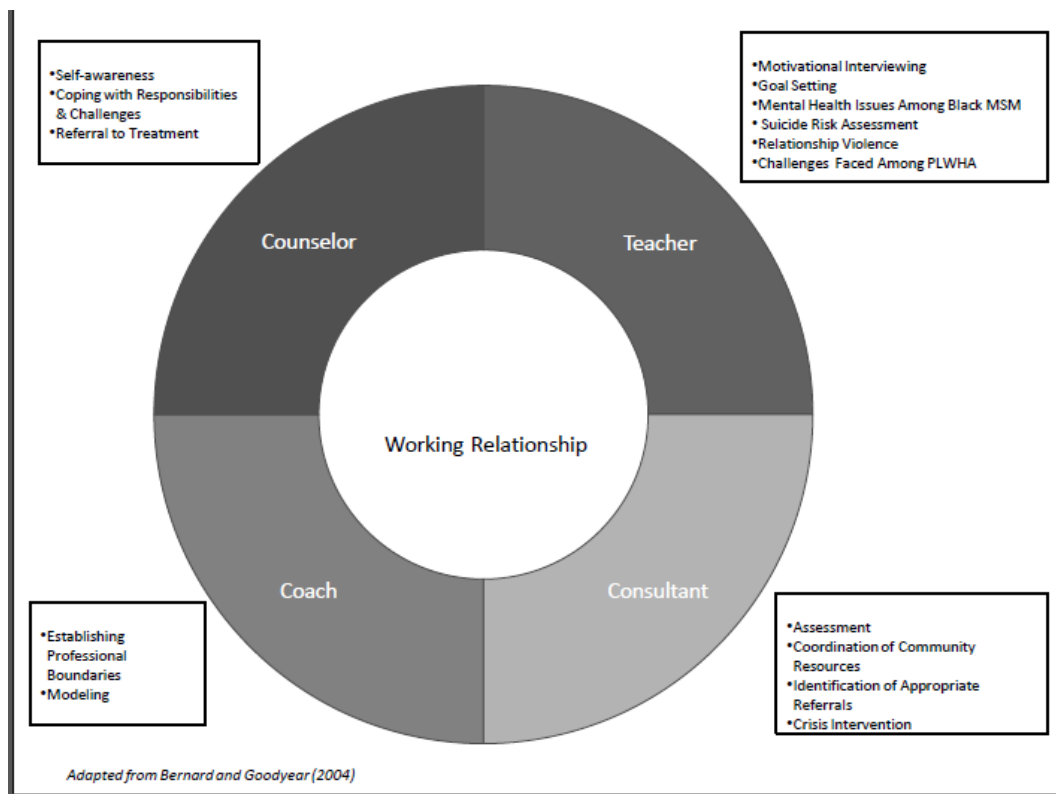 •Self-awareness
•Coping with Responsibilities
& Challenges
•Referral to Treatment
•Motivational Interviewing
•Goal Setting
•Mental Health Issues Among Black MSM
• Suicide Risk Assessment
•Relationship Violence
•Challenges Faced Among PLWHA
Counselor
Teacher
Working Relationship
Coach
Consultant
•Establishing
Professional
Boundaries
•Modeling
•Assessment
•Coordination of Community
Resources
•Identification of Appropriate
Referrals
•Crisis Intervention
Adapted from Bernard and Goodyear (2004)